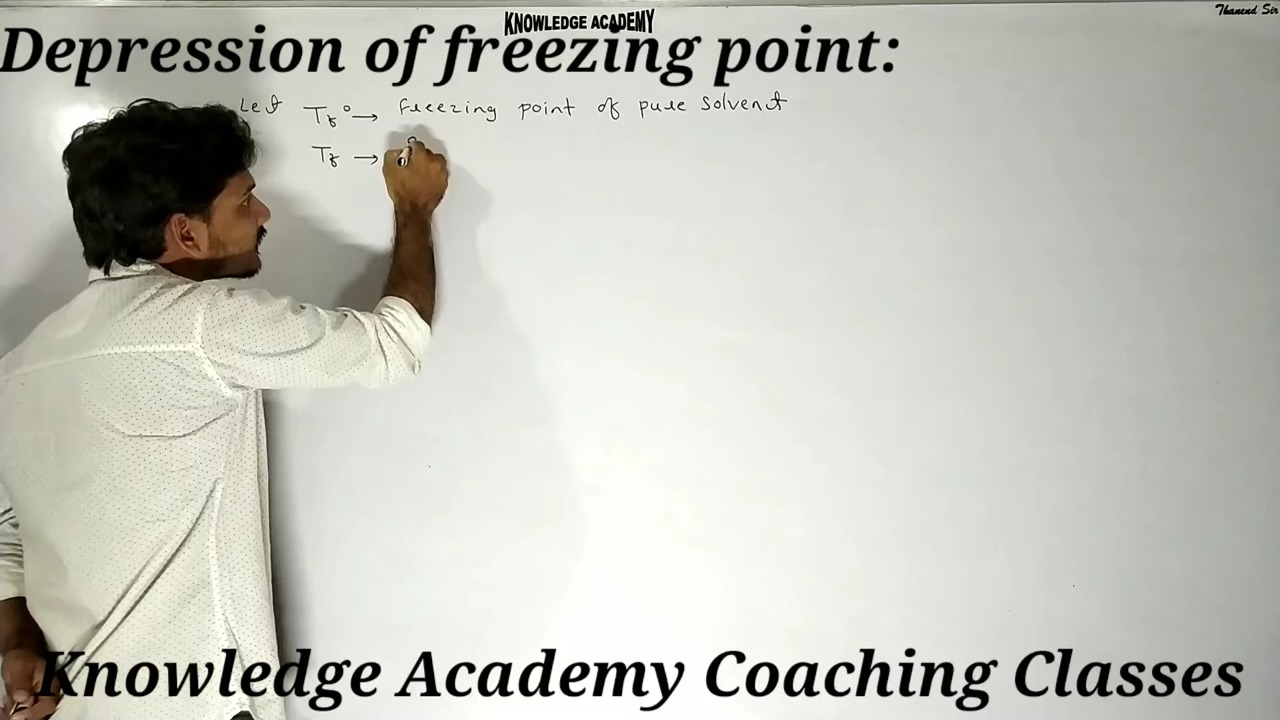 KNOWLEDGE ACADEMY
Thanend Sir
Depression of freezing point:
Let Tf° → Freezing point of pure solvent
Tf →
Knowledge Academy Coaching Classes